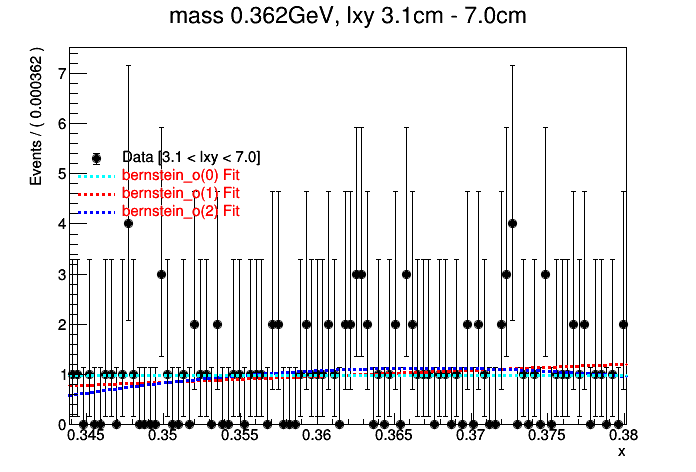 mass 0.362GeV, lxy 3.1cm - 7.0cm
Events / ( 0.000362 )
7
6
5
4
3
2
1
0
Data [3.1 < lxy < 7.0]
bernstein_o(0) Fit
bernstein_o(1) Fit
bernstein_o(2) Fit
0.345 0.35 0.355 0.36 0.365 0.37 0.375 0.38
x